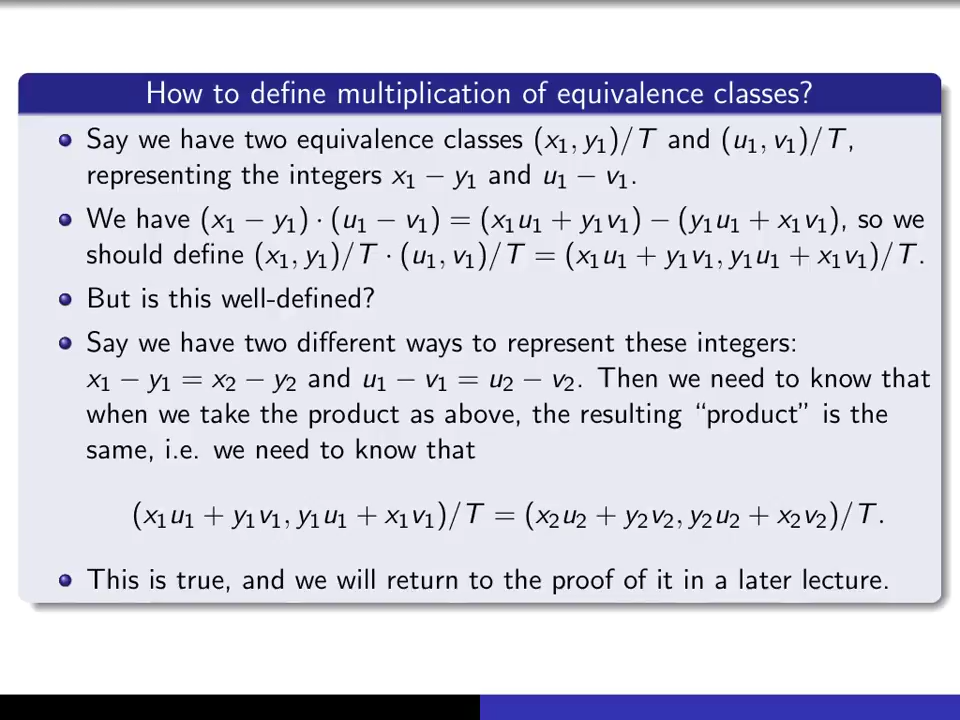 How to define multiplication of equivalence classes?
Say we have two equivalence classes (x₁, y₁)/T and (u₁, v₁)/T,
representing the integers x₁ − y₁ and u₁ − v₁.
We have (x₁ − y₁) · (u₁ − v₁) = (x₁u₁ + y₁v₁) − (y₁u₁ + x₁v₁), so we
should define (x₁, y₁)/T · (u₁, v₁)/T = (x₁u₁ + y₁v₁, y₁u₁ + x₁v₁)/T.
But is this well-defined?
Say we have two different ways to represent these integers:
x₁ − y₁ = x₂ − y₂ and u₁ − v₁ = u₂ − v₂. Then we need to know that
when we take the product as above, the resulting “product” is the
same, i.e. we need to know that
(x₁u₁ + y₁v₁, y₁u₁ + x₁v₁)/T = (x₂u₂ + y₂v₂, y₂u₂ + x₂v₂)/T.
This is true, and we will return to the proof of it in a later lecture.